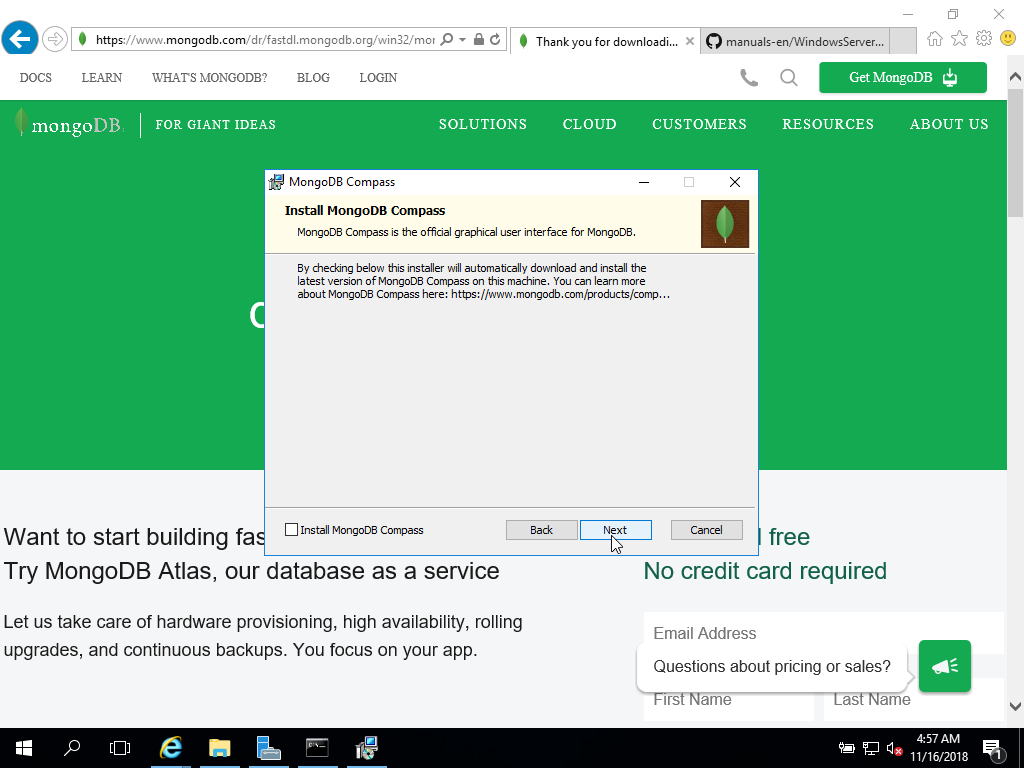 https://www.mongodb.com/dr/fastdl.mongodb.org/win32/mor
Thank you for downloadi...
manuals-en/WindowsServer...
DOCS
LEARN
WHAT'S MONGODB?
BLOG
LOGIN
Get MongoDB
mongoDB.
FOR GIANT IDEAS
SOLUTIONS
CLOUD
CUSTOMERS
RESOURCES
ABOUT US
MongoDB Compass
Install MongoDB Compass
MongoDB Compass is the official graphical user interface for MongoDB.
By checking below this installer will automatically download and install the
latest version of MongoDB Compass on this machine. You can learn more
about MongoDB Compass here: https://www.mongodb.com/products/comp...
Install MongoDB Compass
Back
Next
Cancel
Want to start building fas
free
Try MongoDB Atlas, our database as a service
No credit card required
Let us take care of hardware provisioning, high availability, rolling
upgrades, and continuous backups. You focus on your app.
Email Address
Questions about pricing or sales?
First Name
Last Name
4:57 AM
11/16/2018
1